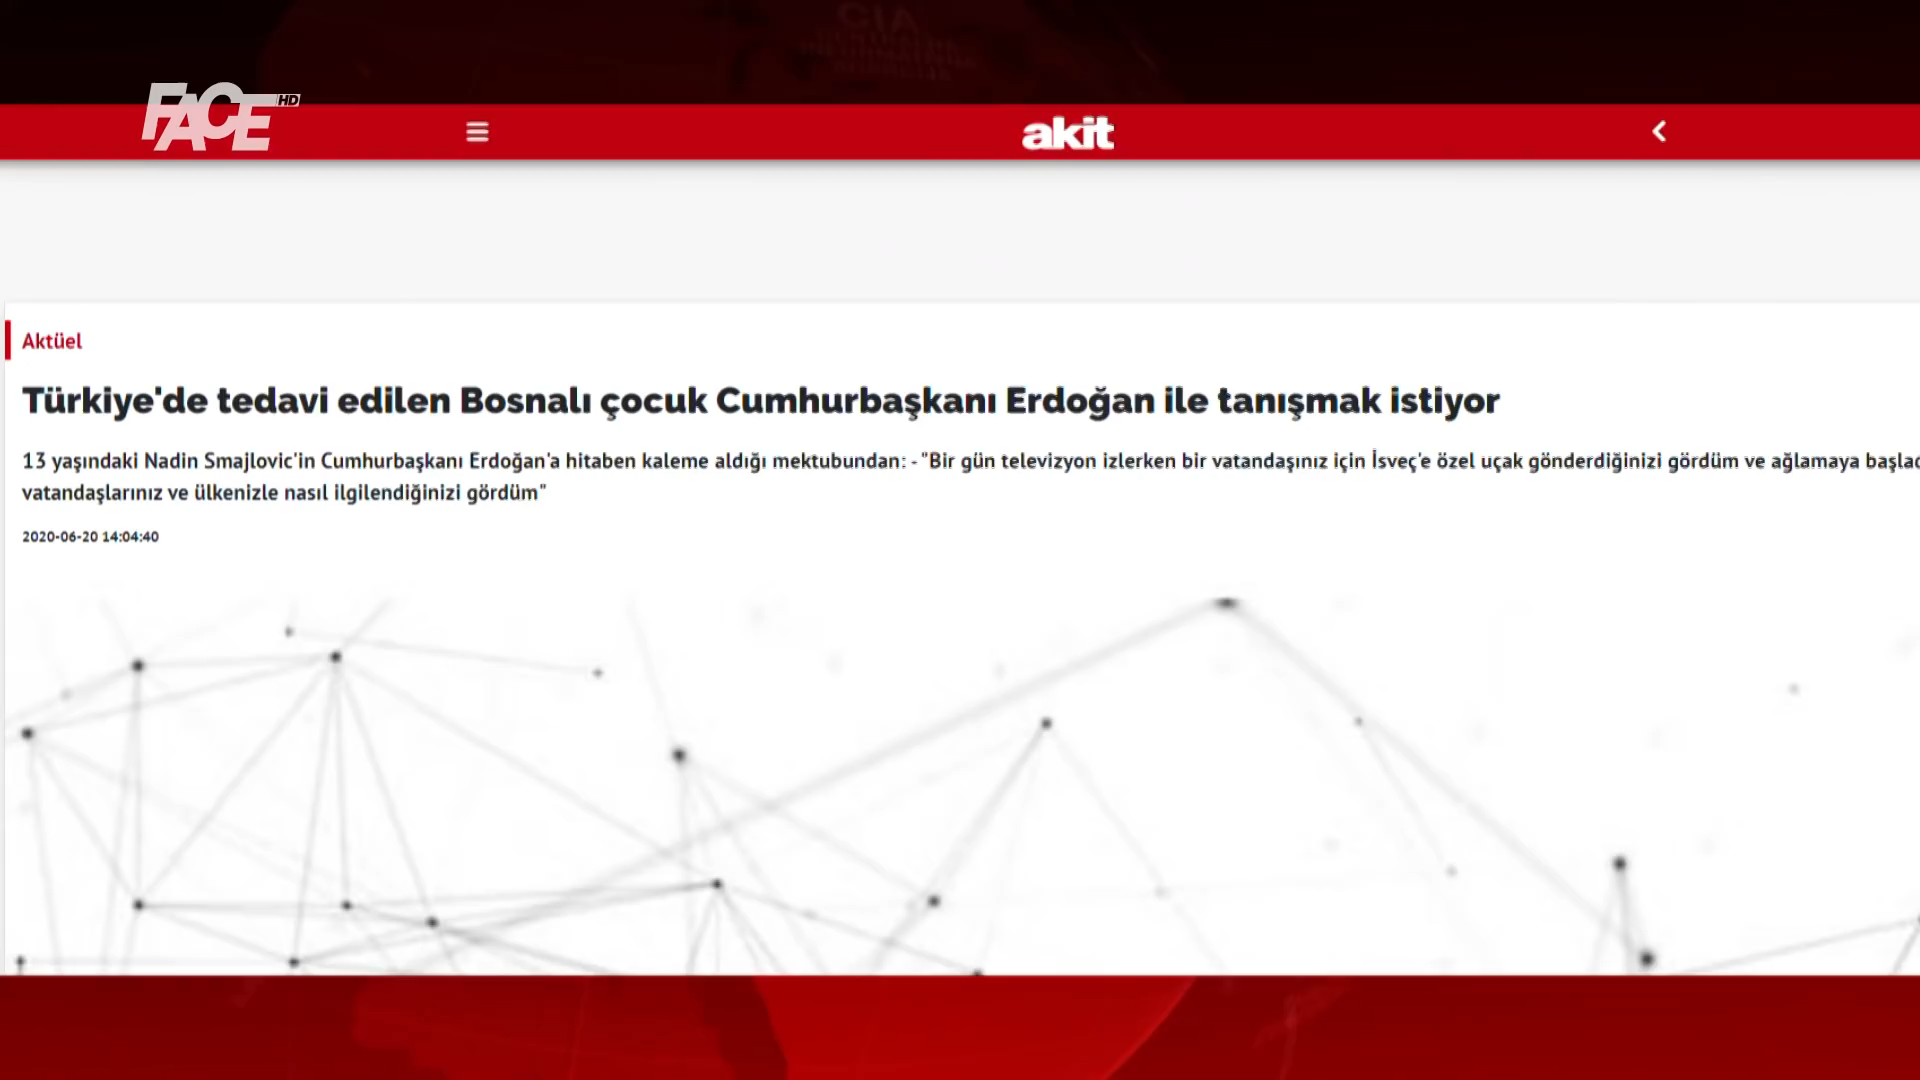 FACE HD
akit
Aktüel
Türkiye'de tedavi edilen Bosnalı çocuk Cumhurbaşkanı Erdoğan ile tanışmak istiyor
13 yaşındaki Nadin Smajlovic'in Cumhurbaşkanı Erdoğan'a hitaben kaleme aldığı mektubundan: - "Bir gün televizyon izlerken bir vatandaşınız için İsveç'e özel uçak gönderdiğinizi gördüm ve ağlamaya
vatandaşlarınız ve ülkenizle nasıl ilgilendiğinizi gördüm"
2020-06-20 14:04:40